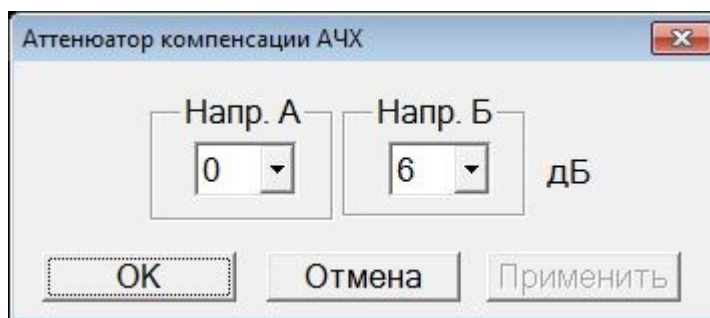 Аттенюатор компенсации АЧХ
Напр. А Напр. Б
0 6 дБ
OK Отмена Применить